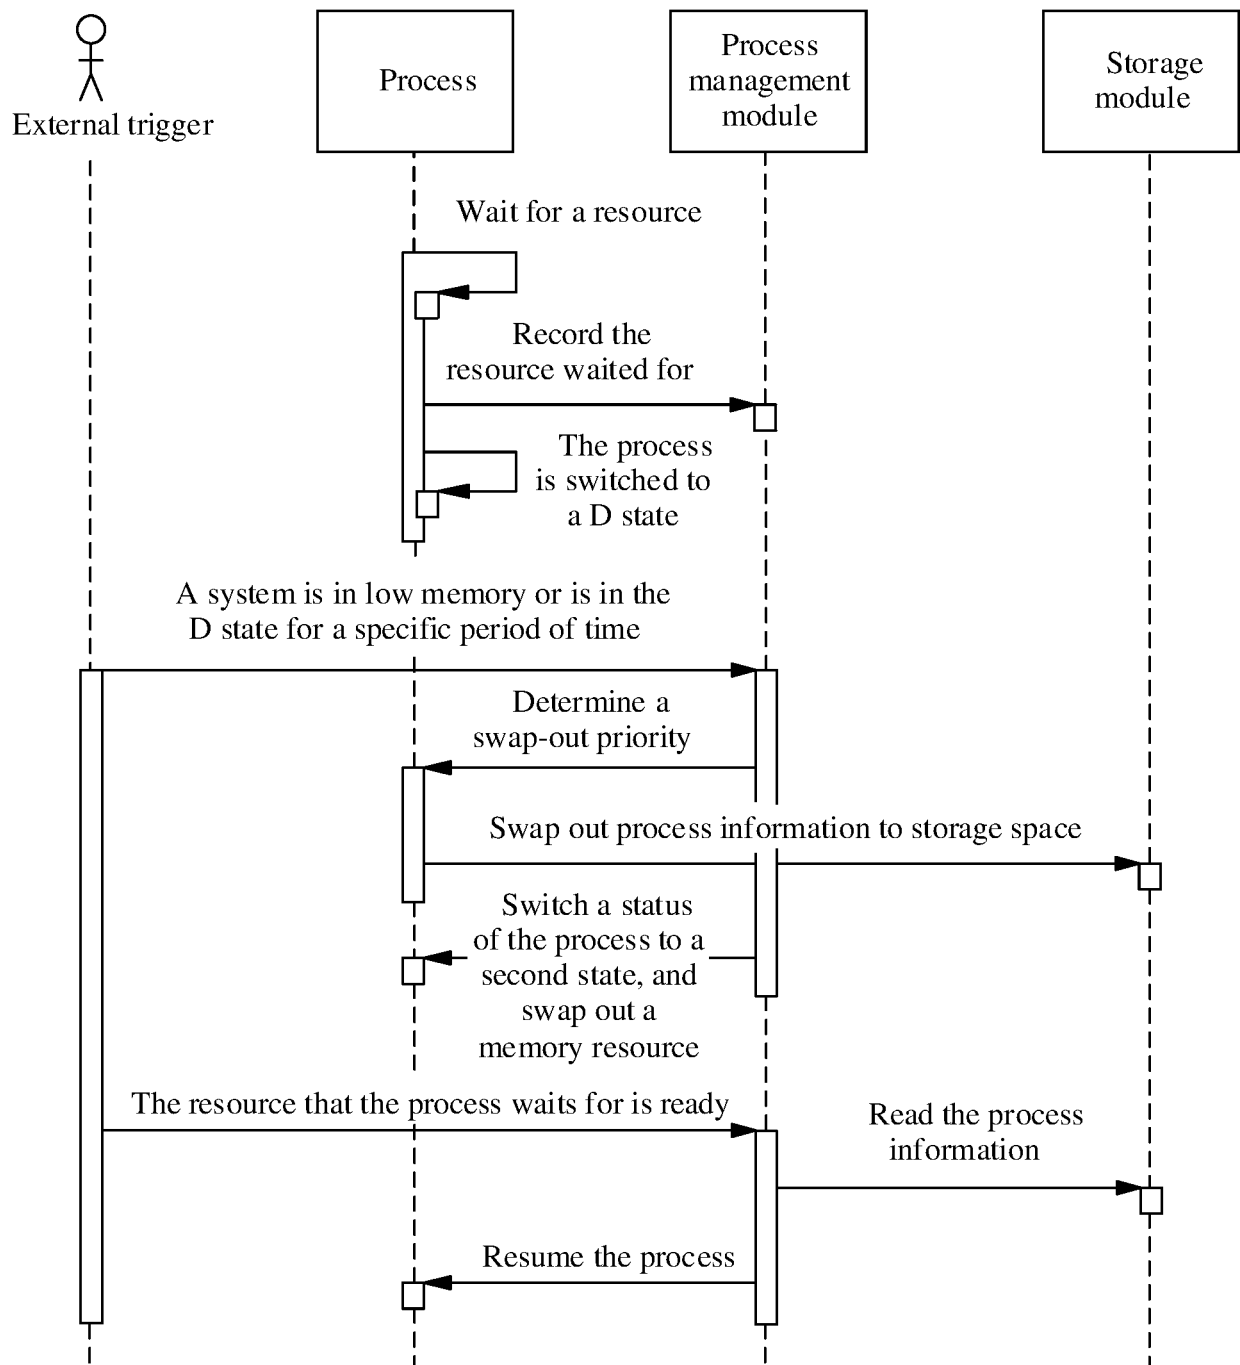 External trigger
Process
Process
management
module
Storage
module
Wait for a resource
Record the
resource waited for
The process
is switched to
a D state
A system is in low memory or is in the
D state for a specific period of time
Determine a
swap-out priority
Swap out process information to storage space
Switch a status
of the process to a
second state, and
swap out a
memory resource
The resource that the process waits for is ready
Read the process
information
Resume the process